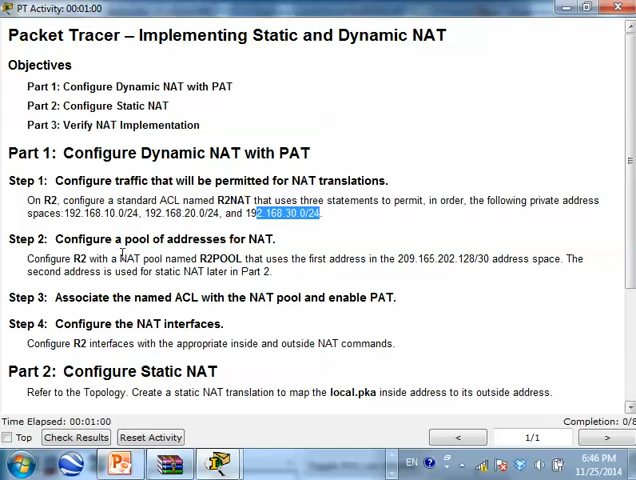 PT Activity: 00:01:00
Packet Tracer – Implementing Static and Dynamic NAT
Objectives
Part 1: Configure Dynamic NAT with PAT
Part 2: Configure Static NAT
Part 3: Verify NAT Implementation
Part 1: Configure Dynamic NAT with PAT
Step 1: Configure traffic that will be permitted for NAT translations.
On R2, configure a standard ACL named R2NAT that uses three statements to permit, in order, the following private address
spaces:192.168.10.0/24, 192.168.20.0/24, and 192.168.30.0/24.
Step 2: Configure a pool of addresses for NAT.
Configure R2 with a NAT pool named R2POOL that uses the first address in the 209.165.202.128/30 address space. The
second address is used for static NAT later in Part 2.
Step 3: Associate the named ACL with the NAT pool and enable PAT.
Step 4: Configure the NAT interfaces.
Configure R2 interfaces with the appropriate inside and outside NAT commands.
Part 2: Configure Static NAT
Refer to the Topology. Create a static NAT translation to map the local.pka inside address to its outside address.
Time Elapsed: 00:01:00 Completion: 0/8
Top Check Results Reset Activity < 1/1 >
EN 6:46 PM
11/25/2014